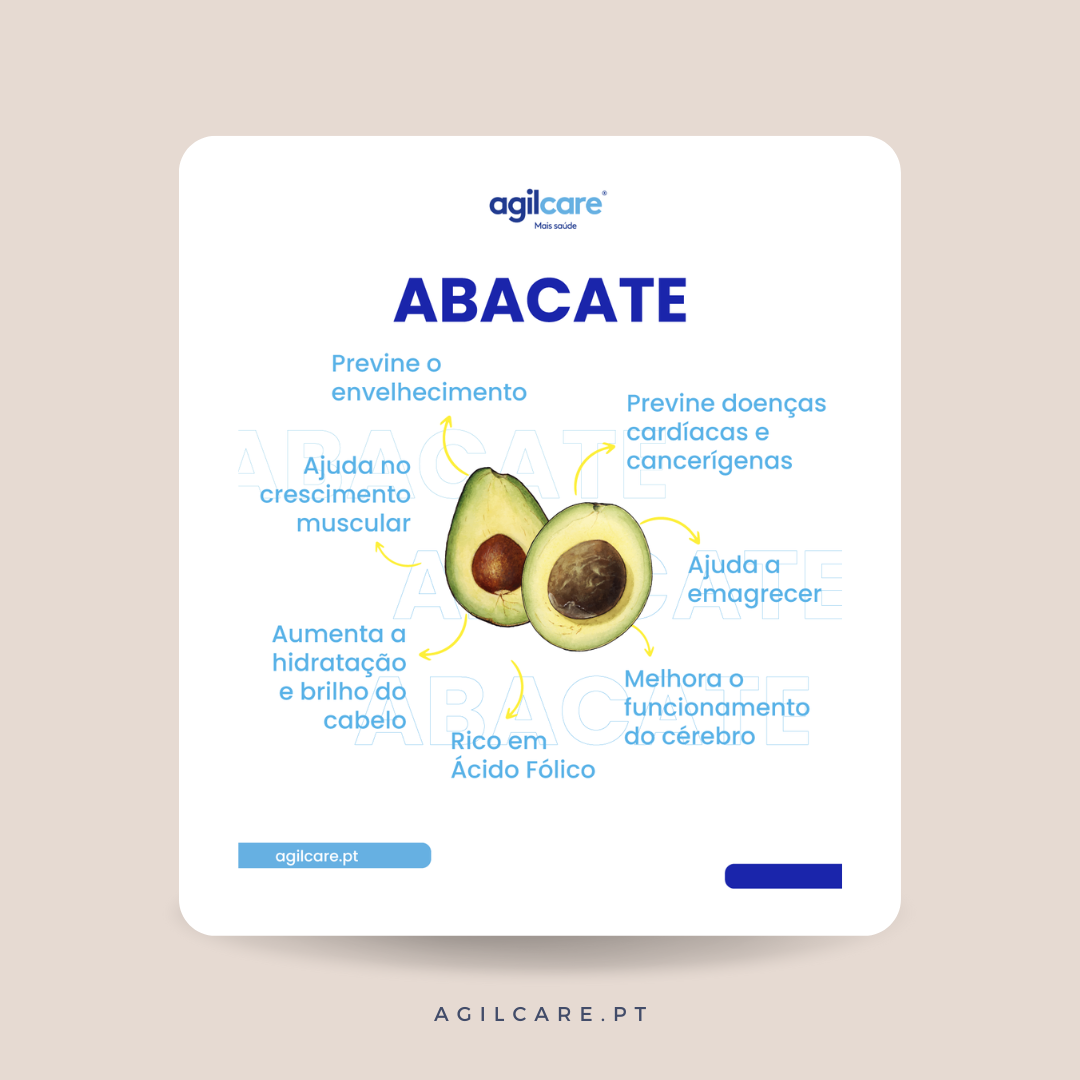 agilcare®
Mais saúde
ABACATE
Previne o
envelhecimento
Previne doenças
cardíacas e
cancerígenas
Ajuda no
crescimento
muscular
Ajuda a
emagrecer
Aumenta a
hidratação
e brilho do
cabelo
Melhora o
funcionamento
do cérebro
Rico em
Ácido Fólico
ABACATE
ABACATE
ABACATE
agilcare.pt
AGILCARE.PT